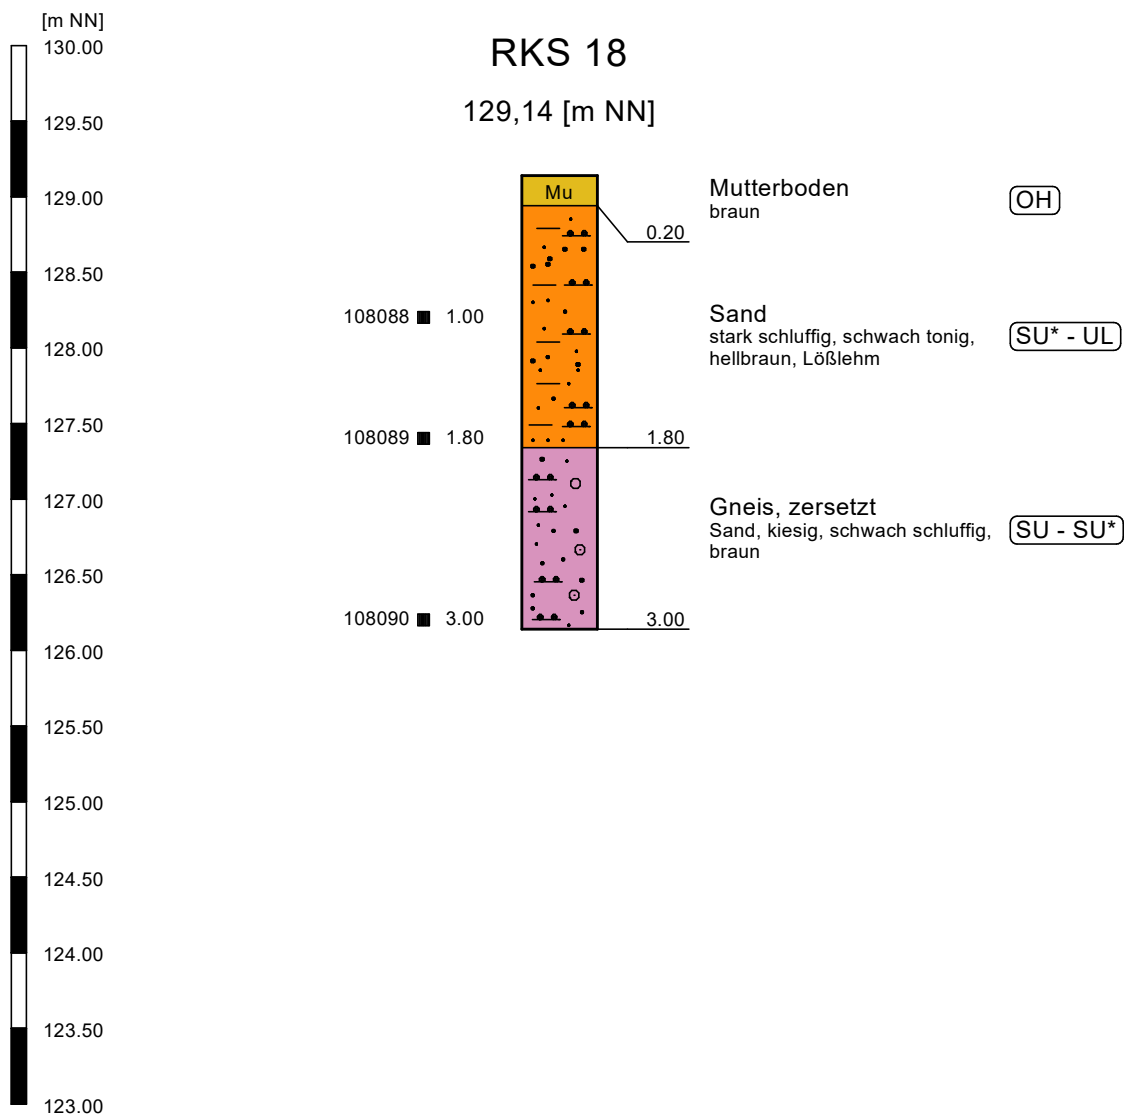 [m NN]
130.00
129.50
129.00
128.50
128.00
127.50
127.00
126.50
126.00
125.50
125.00
124.50
124.00
123.50
123.00
RKS 18
129,14 [m NN]
Mu
0.20
Mutterboden
braun
OH
108088 1.00
Sand
stark schluffig, schwach tonig,
hellbraun, Lößlehm
SU* - UL
108089 1.80
1.80
Gneis, zersetzt
Sand, kiesig, schwach schluffig,
braun
SU - SU*
108090 3.00
3.00